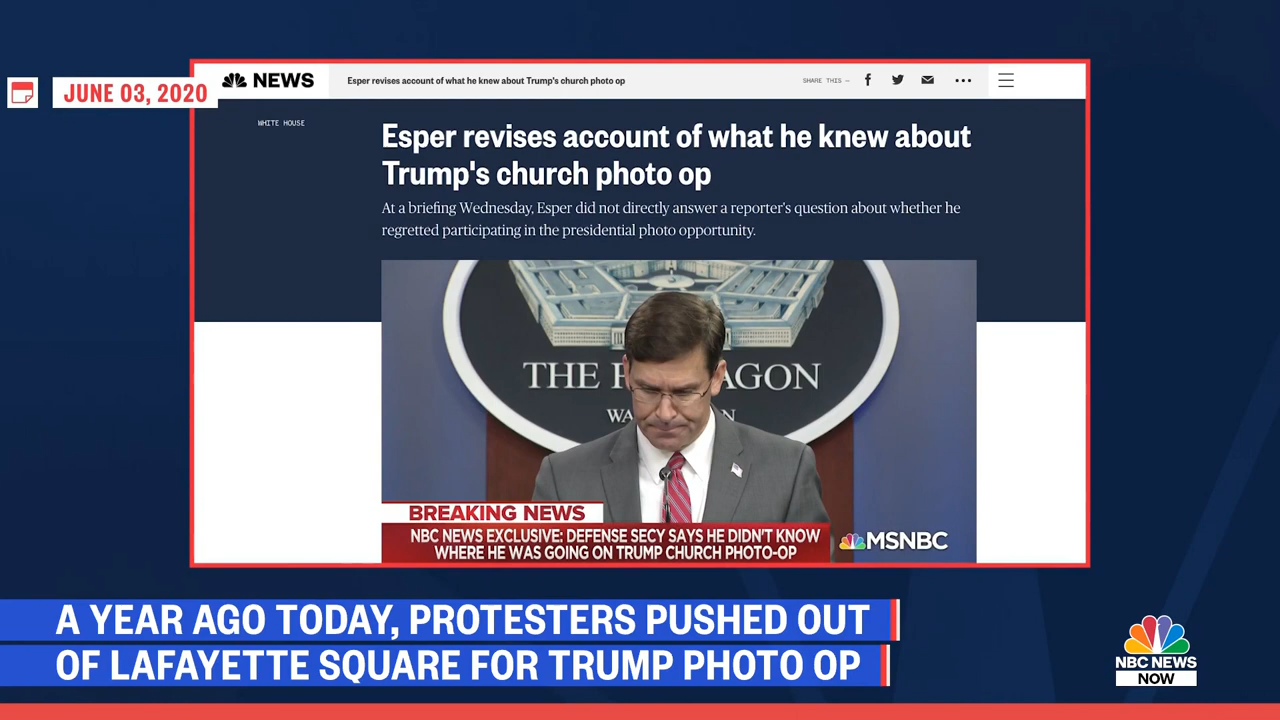 JUNE 03, 2020
NEWS
Esper revises account of what he knew about Trump's church photo op
SHARE THIS —
WHITE HOUSE
Esper revises account of what he knew about
Trump's church photo op
At a briefing Wednesday, Esper did not directly answer a reporter's question about whether he
regretted participating in the presidential photo opportunity.
THE P AGON
WA N
BREAKING NEWS
NBC NEWS EXCLUSIVE: DEFENSE SECY SAYS HE DIDN'T KNOW
WHERE HE WAS GOING ON TRUMP CHURCH PHOTO-OP
MSNBC
A YEAR AGO TODAY, PROTESTERS PUSHED OUT
OF LAFAYETTE SQUARE FOR TRUMP PHOTO OP
NBC NEWS
NOW